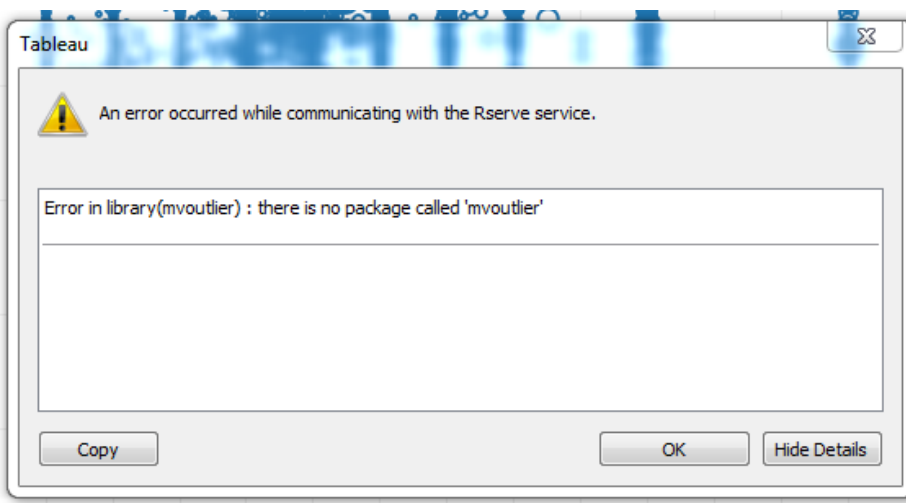 Tableau
An error occurred while communicating with the Rserve service.
Error in library(mvoutlier) : there is no package called 'mvoutlier'
Copy
OK
Hide Details